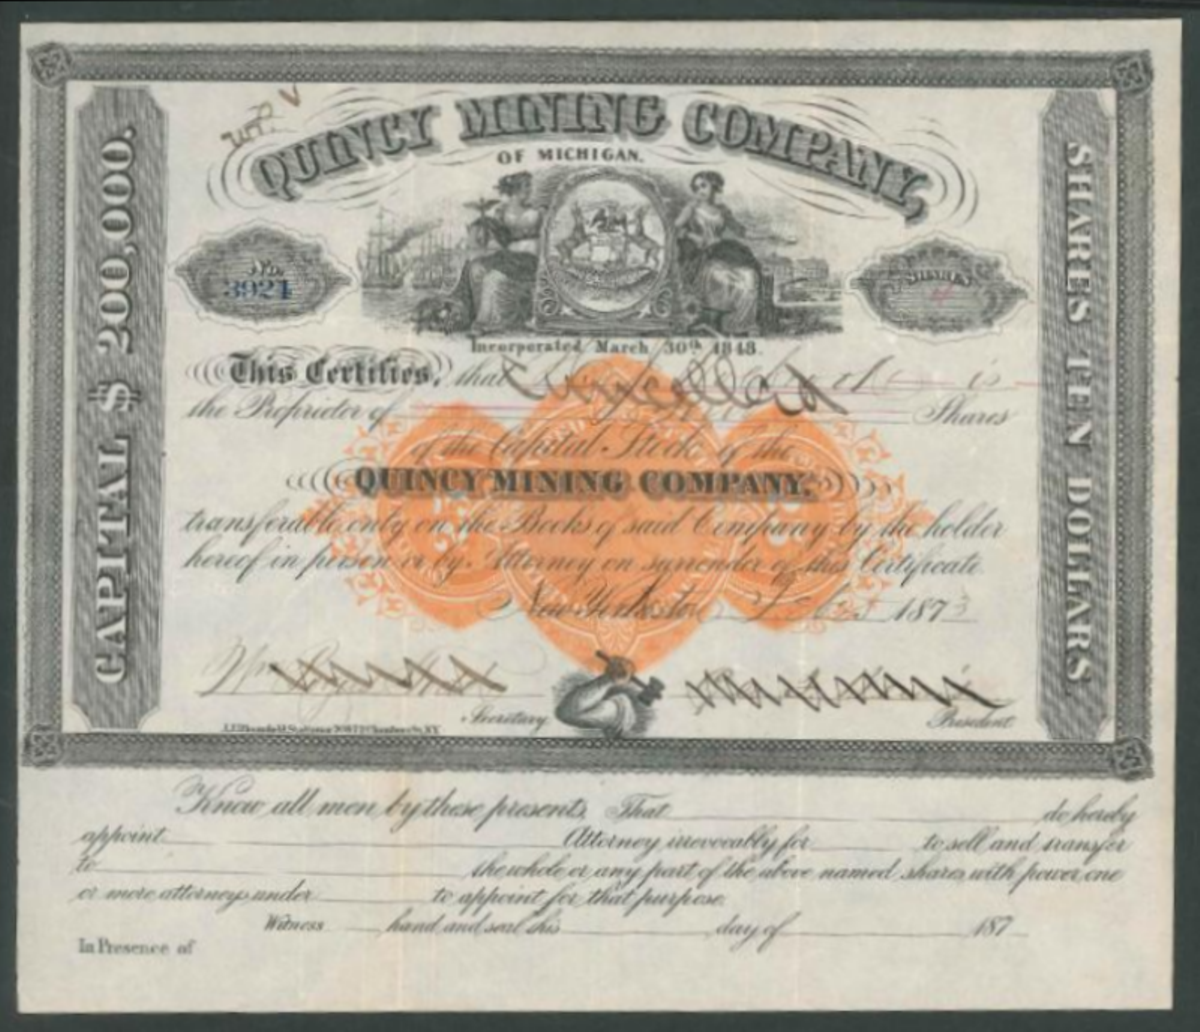 QUINCY MINING COMPANY,
OF MICHIGAN.
CAPITAL $ 200,000.
SHARES TEN DOLLARS
No.
3921
SHARES
Incorporated March 30th 1848.
This Certifies, that Cancelled is
the Proprietor of Shares
of the Capital Stock of the
QUINCY MINING COMPANY.
transferable only on the Books of said Company by the holder
hereof in person or by Attorney on surrender of this Certificate.
New York 1873
Secretary
President
Know all men by these presents, That do hereby
appoint Attorney irrevocably for to sell and transfer
to the whole or any part of the above named shares, with power, one
or more attorneys under to appoint for that purpose.
Witness hand and seal this day of 187
In Presence of